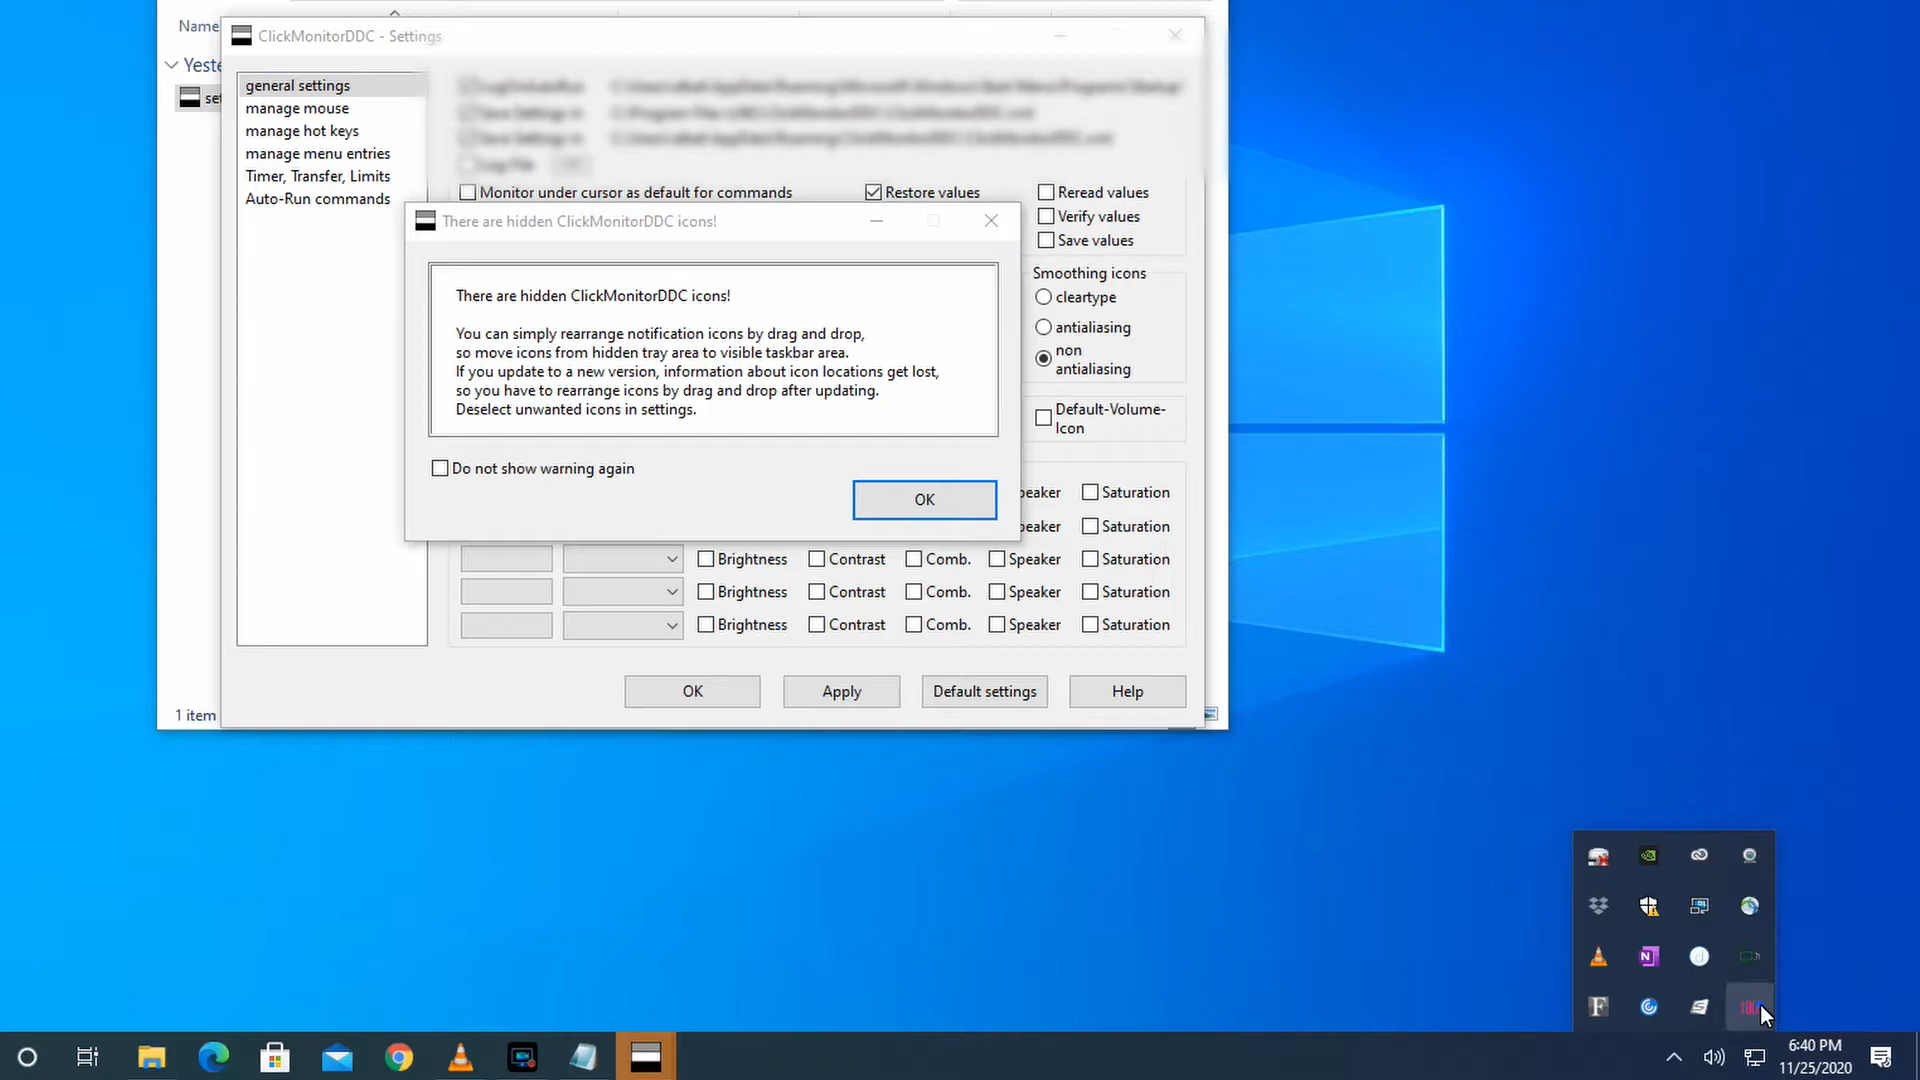 Name
Yeste
se
1 item
ClickMonitorDDC - Settings
general settings
manage mouse
manage hot keys
manage menu entries
Timer, Transfer, Limits
Auto-Run commands
Monitor under cursor as default for commands
Restore values
Reread values
Verify values
Save values
Smoothing icons
cleartype
antialiasing
non
antialiasing
Default-Volume-
Icon
There are hidden ClickMonitorDDC icons!
There are hidden ClickMonitorDDC icons!
You can simply rearrange notification icons by drag and drop,
so move icons from hidden tray area to visible taskbar area.
If you update to a new version, information about icon locations get lost,
so you have to rearrange icons by drag and drop after updating.
Deselect unwanted icons in settings.
Do not show warning again
OK
peaker Saturation
peaker Saturation
Brightness Contrast Comb. Speaker Saturation
Brightness Contrast Comb. Speaker Saturation
Brightness Contrast Comb. Speaker Saturation
OK Apply Default settings Help
6:40 PM
11/25/2020